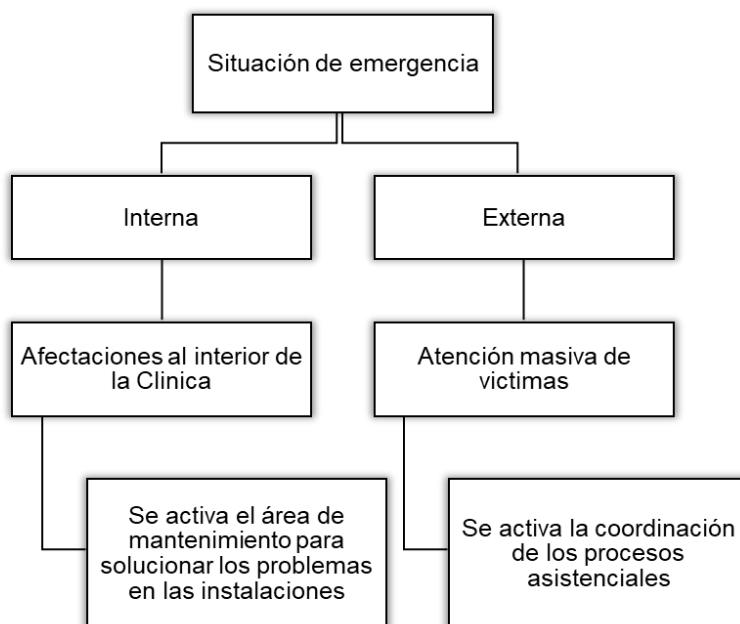 Situación de emergencia
Interna
Externa
Afectaciones al interior de
la Clinica
Atención masiva de
victimas
Se activa el área de
mantenimiento para
solucionar los problemas
en las instalaciones
Se activa la coordinación
de los procesos
asistenciales